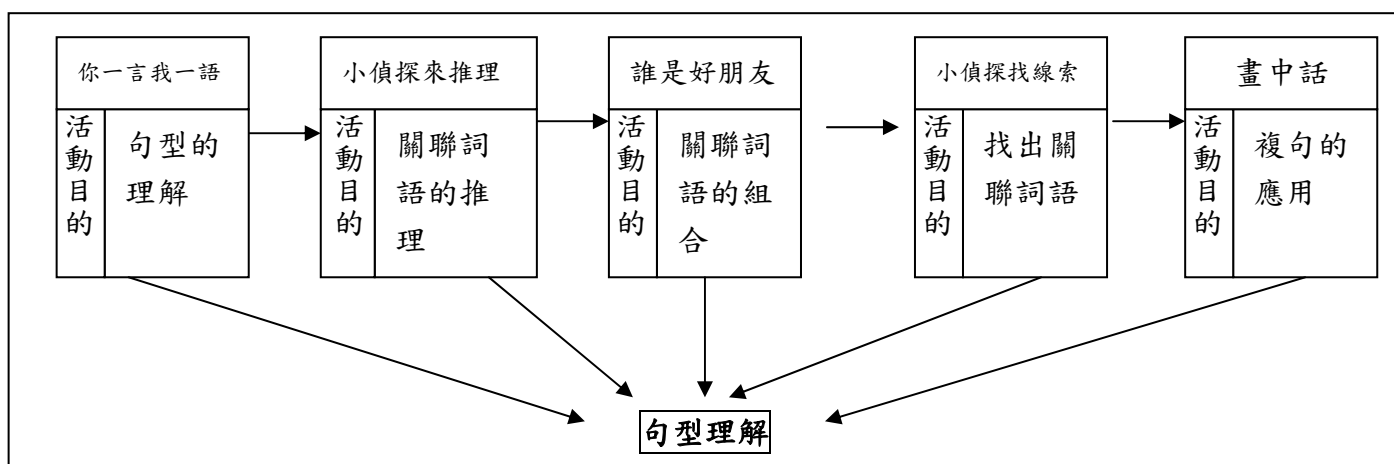 你一言我一語
活動目的
句型的
理解
小偵探來推理
活動目的
關聯詞
語的推
理
誰是好朋友
活動目的
關聯詞
語的組
合
小偵探找線索
活動目的
找出關
聯詞語
畫中話
活動目的
複句的
應用
句型理解